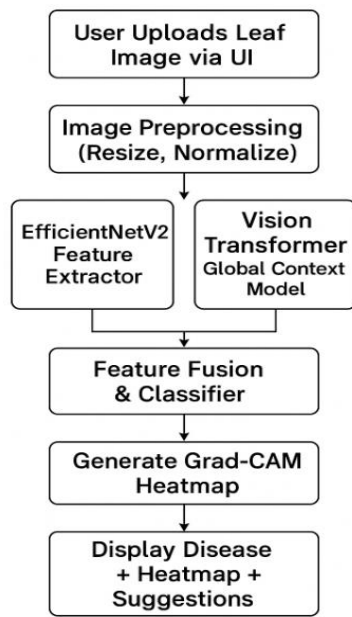 User Uploads Leaf
Image via UI
Image Preprocessing
(Resize, Normalize)
EfficientNetV2
Feature
Extractor
Vision
Transformer
Global Context
Model
Feature Fusion
& Classifier
Generate Grad-CAM
Heatmap
Display Disease
+ Heatmap +
Suggestions